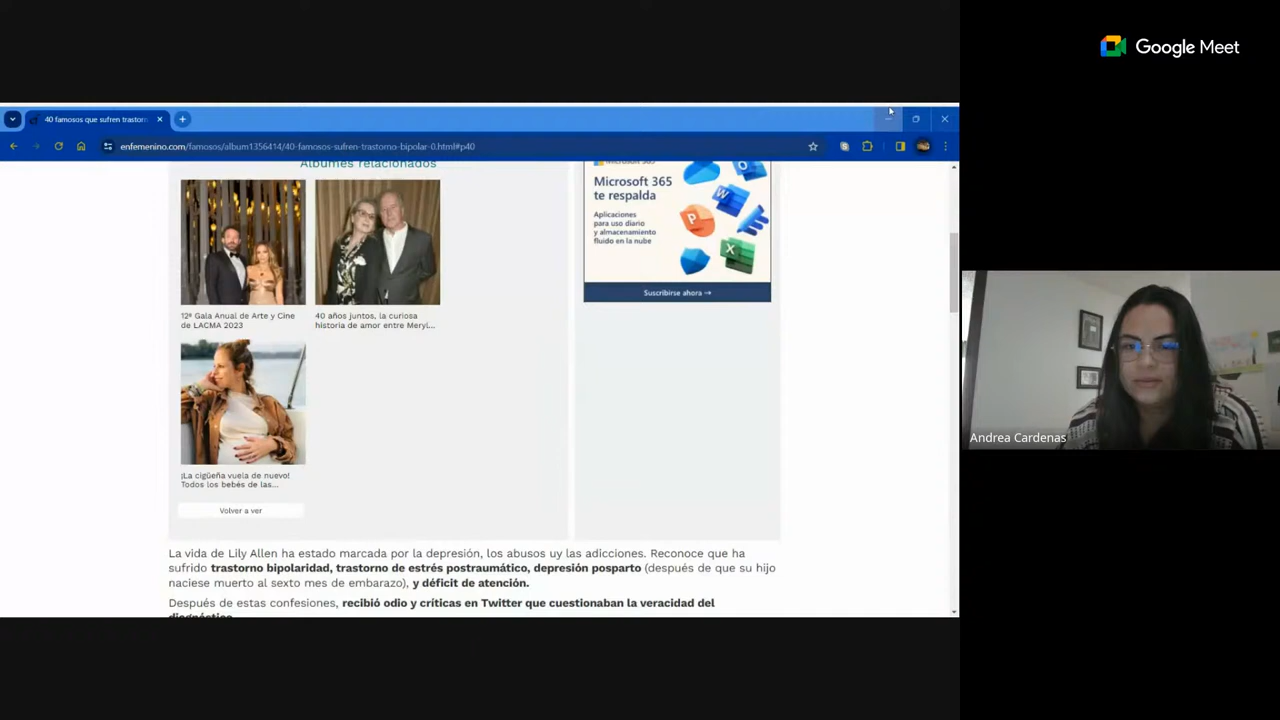 Google Meet
40 famosos que sufren trastorn
enfemenino.com/famosos/album1356414/40-famosos-sufren-trastorno-bipolar-0.html#p40
Albumes relacionados
12ª Gala Anual de Arte y Cine
de LACMA 2023
40 años juntos, la curiosa
historia de amor entre Meryl...
¡La cigüeña vuela de nuevo!
Todos los bebés de las...
Volver a ver
Microsoft 365
Microsoft 365
te respalda
Aplicaciones
para uso diario
y almacenamiento
fluido en la nube
Suscribirse ahora →
La vida de Lily Allen ha estado marcada por la depresión, los abusos uy las adicciones. Reconoce que ha
sufrido trastorno bipolaridad, trastorno de estrés postraumático, depresión posparto (después de que su hijo
naciese muerto al sexto mes de embarazo), y déficit de atención.
Después de estas confesiones, recibió odio y críticas en Twitter que cuestionaban la veracidad del
diagnóstico.
Andrea Cardenas